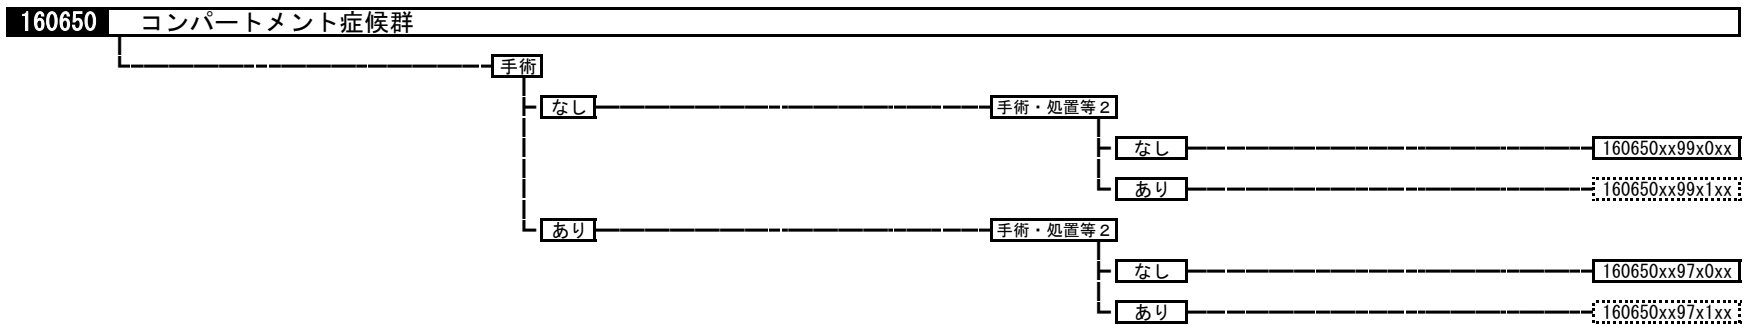 160650 コンパートメント症候群
手術
なし 手術・処置等2
なし 160650xx99x0xx
あり 160650xx99x1xx
あり 手術・処置等2
なし 160650xx97x0xx
あり 160650xx97x1xx